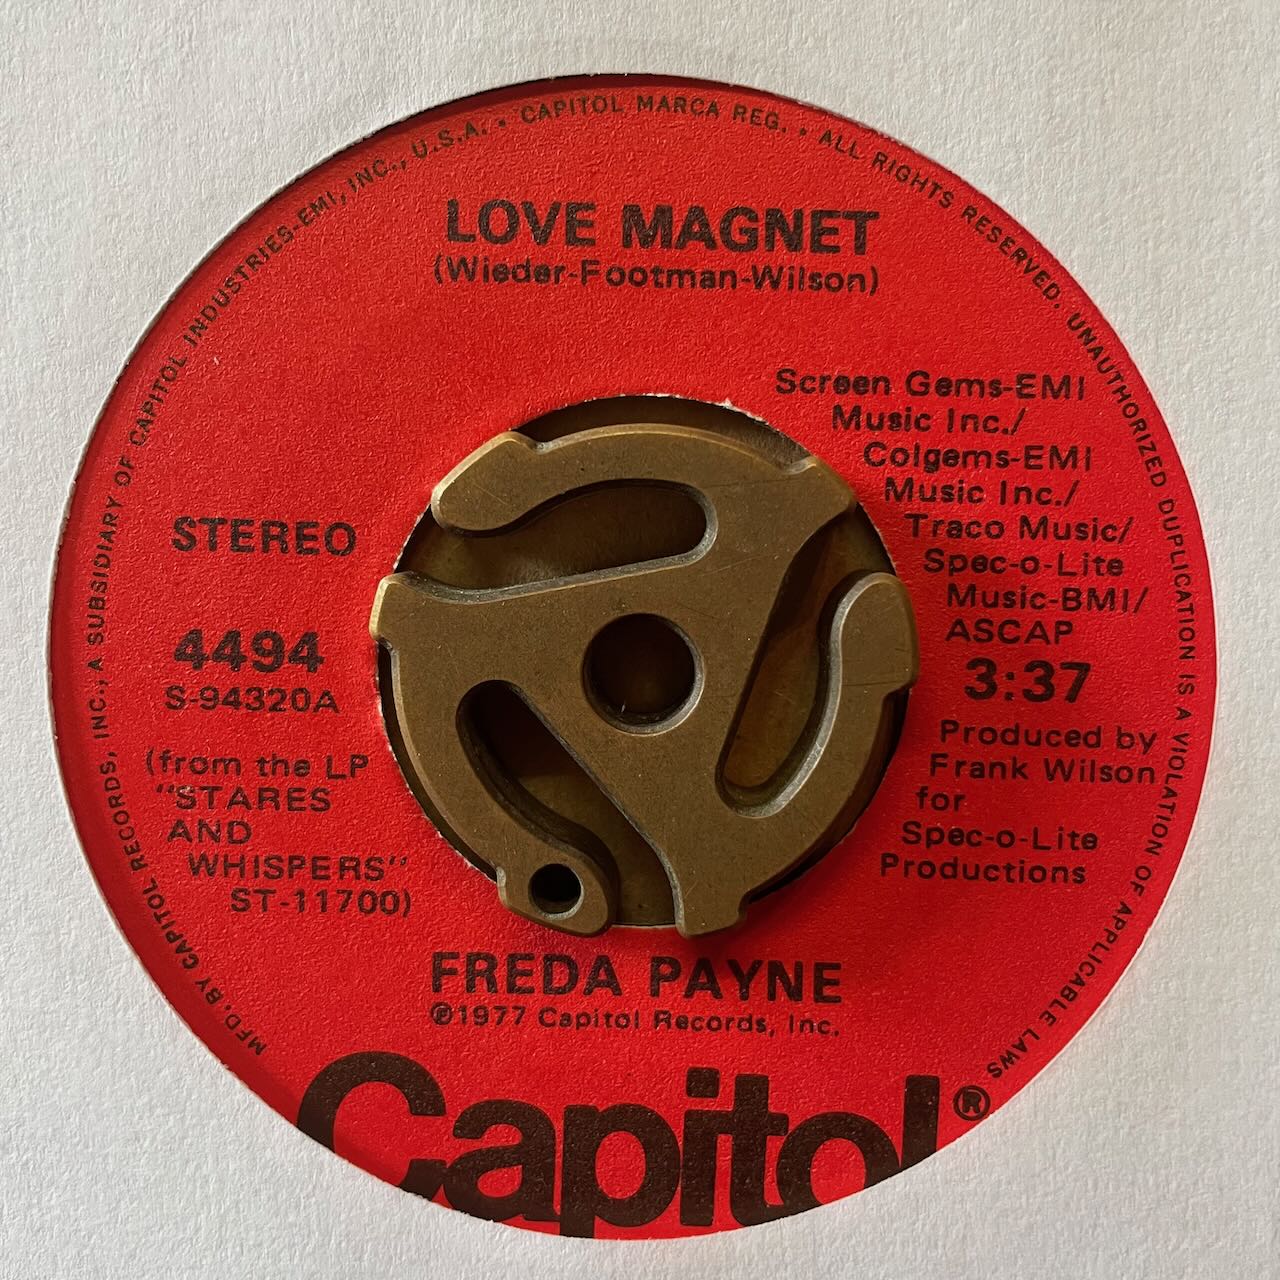 MFD. BY CAPITOL RECORDS, INC., A SUBSIDIARY OF CAPITOL INDUSTRIES-EMI, INC., U.S.A. • CAPITOL MARCA REG. • ALL RIGHTS RESERVED. UNAUTHORIZED DUPLICATION IS A VIOLATION OF APPLICABLE LAWS
LOVE MAGNET
(Wieder-Footman-Wilson)
Screen Gems-EMI
Music Inc./
Colgems-EMI
Music Inc./
Traco Music/
Spec-o-Lite
Music-BMI/
ASCAP
3:37
Produced by
Frank Wilson
for
Spec-o-Lite
Productions
STEREO
4494
S-94320A
(from the LP
"STARES
AND
WHISPERS"
ST-11700)
FREDA PAYNE
℗1977 Capitol Records, Inc.
Capitol®